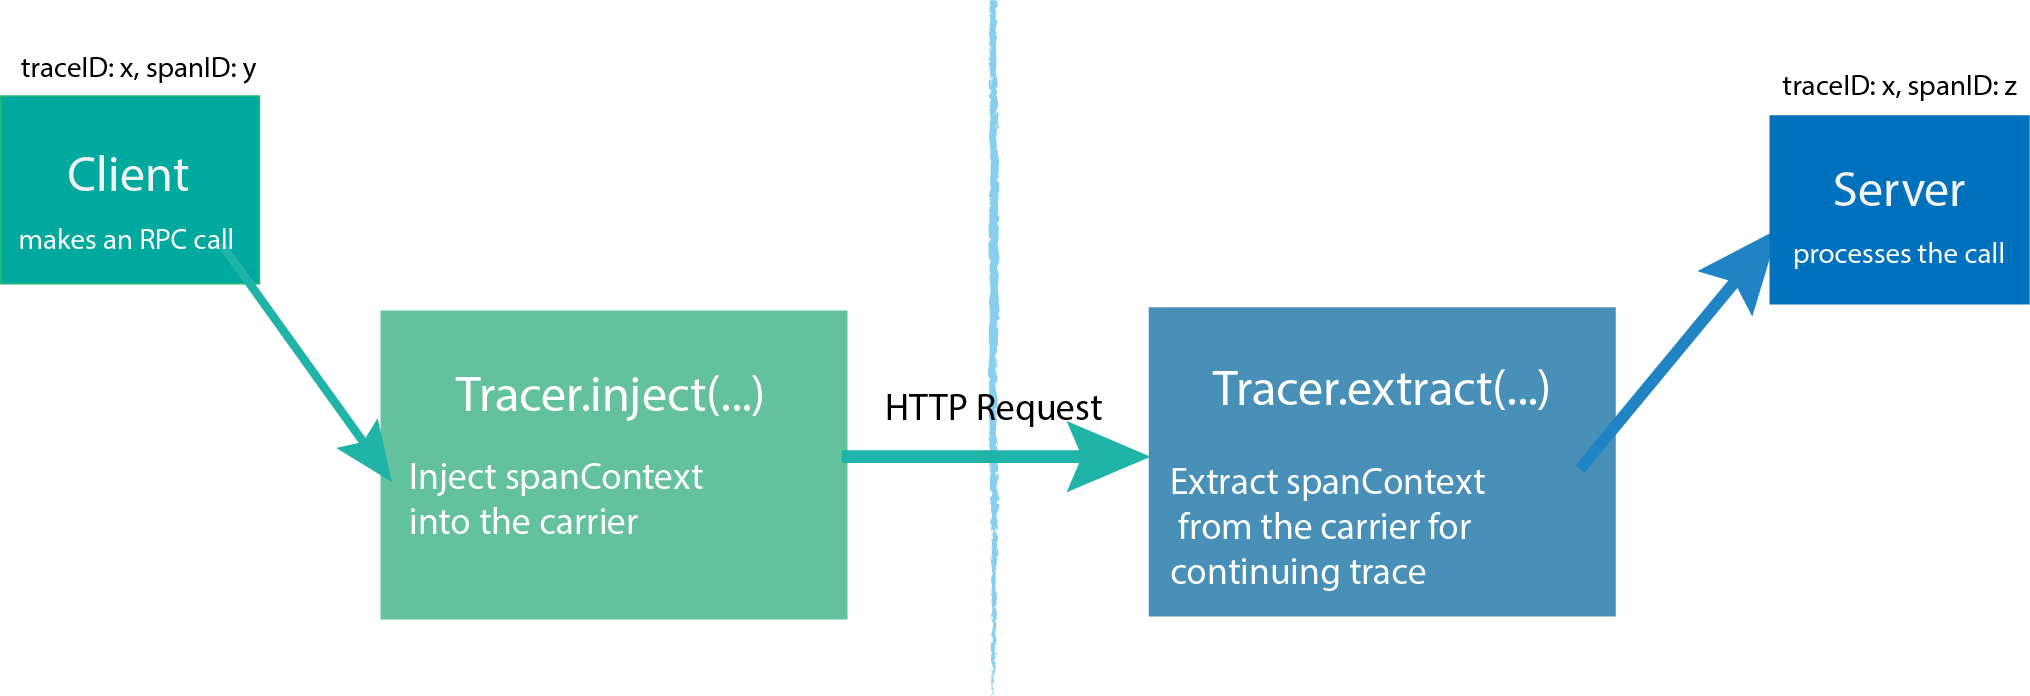 traceID: x, spanID: y
Client
makes an RPC call
Tracer.inject(...)
Inject spanContext
into the carrier
HTTP Request
Tracer.extract(...)
Extract spanContext
from the carrier for
continuing trace
traceID: x, spanID: z
Server
processes the call